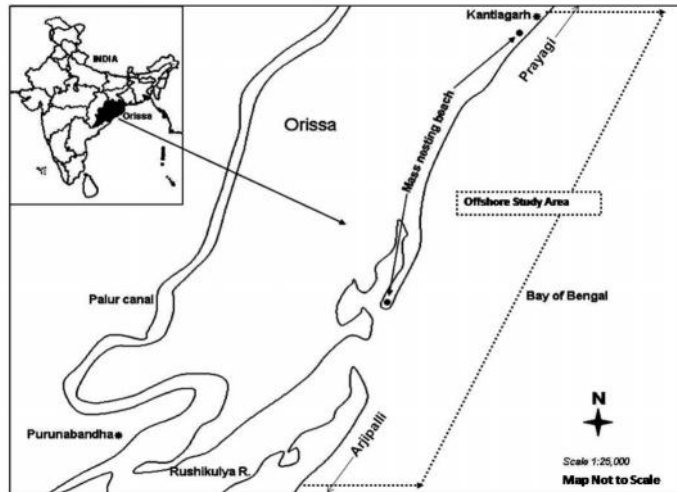 Kantiagarh
INDIA
Prayagi
Orissa
Orissa
Mass nesting beach
Offshore Study Area
Palur canal
Bay of Bengal
N
Purunabandha
Arjipalli
Scale 1:25,000
Rushikulya R.
Map Not to Scale